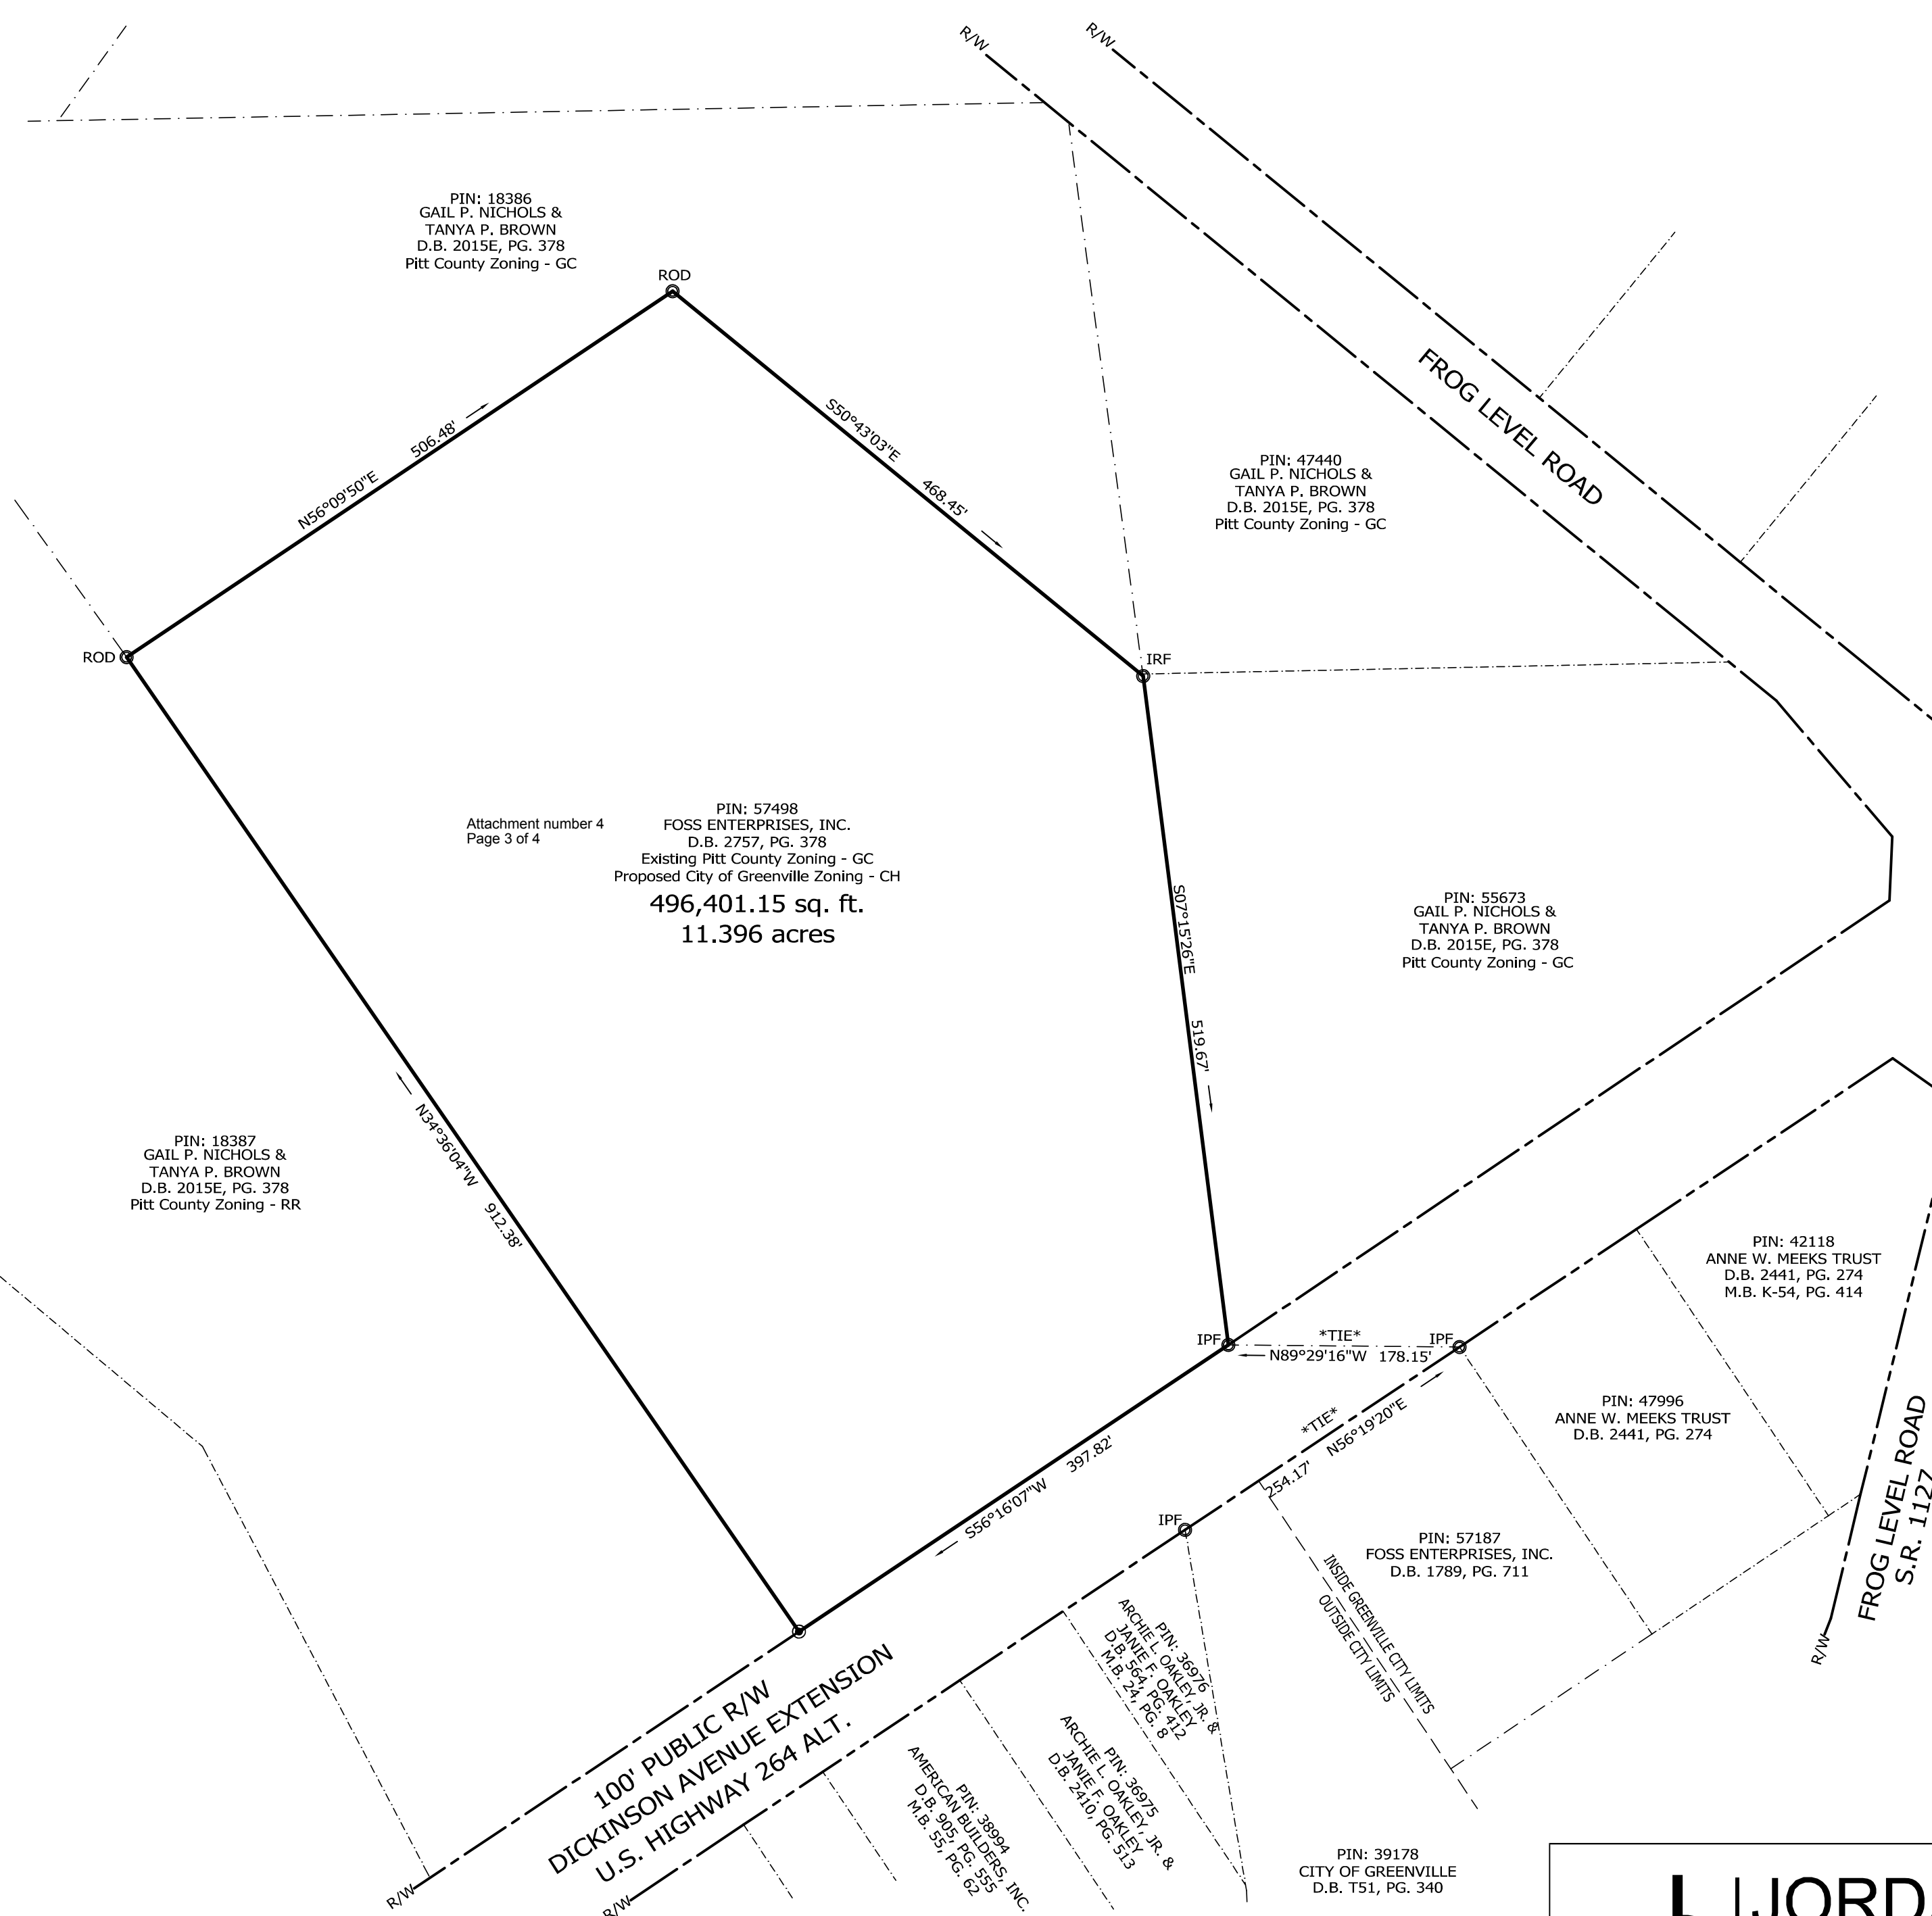 R/W
R/W
PIN: 18386
GAIL P. NICHOLS &
TANYA P. BROWN
D.B. 2015E, PG. 378
Pitt County Zoning - GC
ROD
FROG LEVEL ROAD
S50°43'03"E
468.45'
N56°09'50"E
506.48'
PIN: 47440
GAIL P. NICHOLS &
TANYA P. BROWN
D.B. 2015E, PG. 378
Pitt County Zoning - GC
ROD
IRF
Attachment number 4
Page 3 of 4
PIN: 57498
FOSS ENTERPRISES, INC.
D.B. 2757, PG. 378
Existing Pitt County Zoning - GC
Proposed City of Greenville Zoning - CH
496,401.15 sq. ft.
11.396 acres
S07°15'26"E
519.67'
PIN: 55673
GAIL P. NICHOLS &
TANYA P. BROWN
D.B. 2015E, PG. 378
Pitt County Zoning - GC
PIN: 18387
GAIL P. NICHOLS &
TANYA P. BROWN
D.B. 2015E, PG. 378
Pitt County Zoning - RR
N34°36'04"W
912.38'
PIN: 42118
ANNE W. MEEKS TRUST
D.B. 2441, PG. 274
M.B. K-54, PG. 414
IPF
*TIE*
IPF
N89°29'16"W 178.15'
PIN: 47996
ANNE W. MEEKS TRUST
D.B. 2441, PG. 274
*TIE*
N56°19'20"E
254.17'
397.82'
S56°16'07"W
IPF
FROG LEVEL ROAD
S.R. 1127
R/W
PIN: 57187
FOSS ENTERPRISES, INC.
D.B. 1789, PG. 711
INSIDE GREENVILLE CITY LIMITS
OUTSIDE CITY LIMITS
PIN: 36976
ARCHIE L. OAKLEY, JR. &
JANIE F. OAKLEY
D.B. 564, PG. 412
M.B. 24, PG. 8
100' PUBLIC R/W
DICKINSON AVENUE EXTENSION
U.S. HIGHWAY 264 ALT.
PIN: 36975
ARCHIE L. OAKLEY, JR. &
JANIE F. OAKLEY
D.B. 2410, PG. 513
PIN: 38994
AMERICAN BUILDERS, INC.
D.B. 905, PG. 555
M.B. 55, PG. 62
PIN: 39178
CITY OF GREENVILLE
D.B. T51, PG. 340
R/W
R/W
JORD